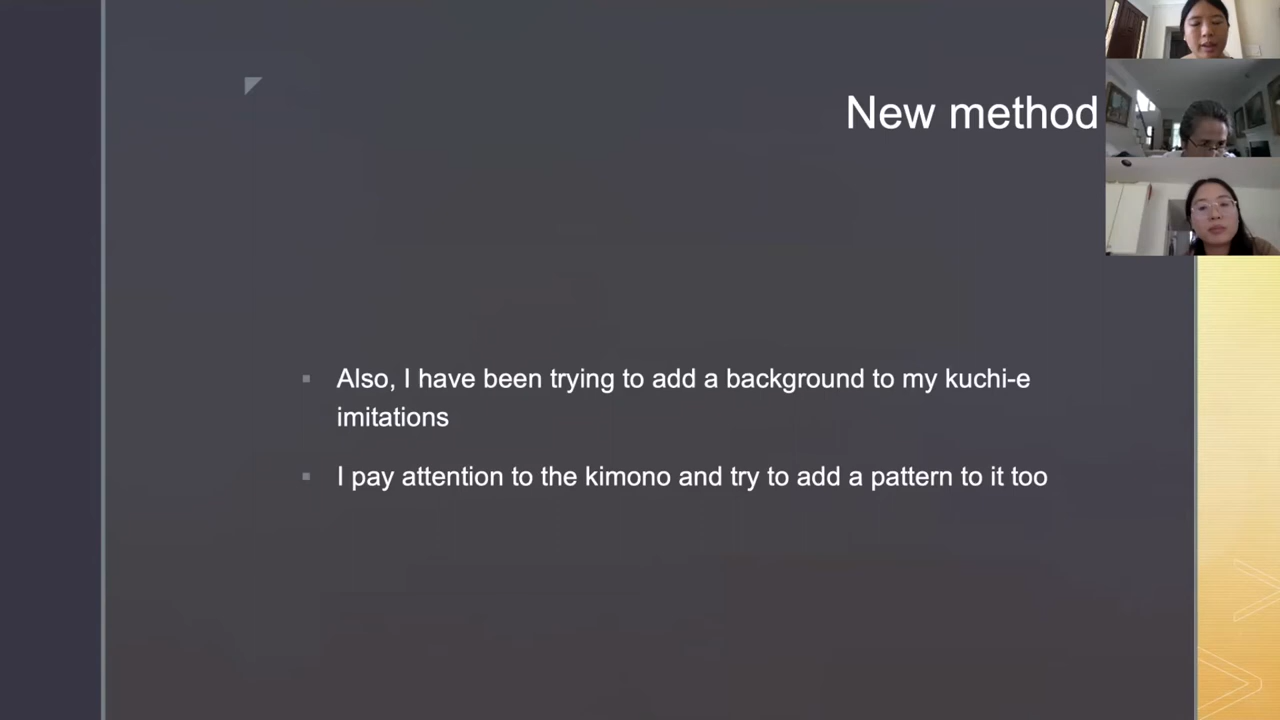 New method
Also, I have been trying to add a background to my kuchi-e
imitations
I pay attention to the kimono and try to add a pattern to it too